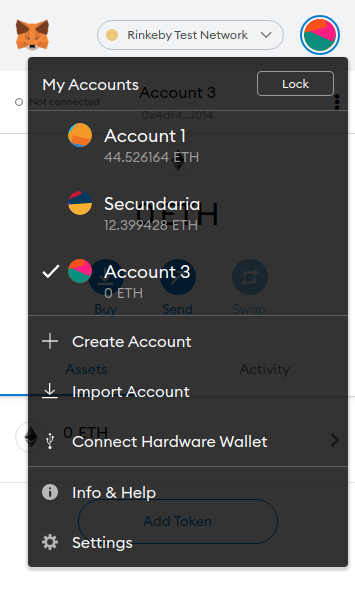 Rinkeby Test Network
My Accounts
Lock
Not connected
Account 3
0x4df4...1014
Account 1
44.526164 ETH
Secundaria
0 ETH
12.399428 ETH
Account 3
0 ETH
Buy
Send
Swap
Create Account
Assets
Activity
Import Account
0 ETH
Connect Hardware Wallet
Info & Help
Add Token
Settings